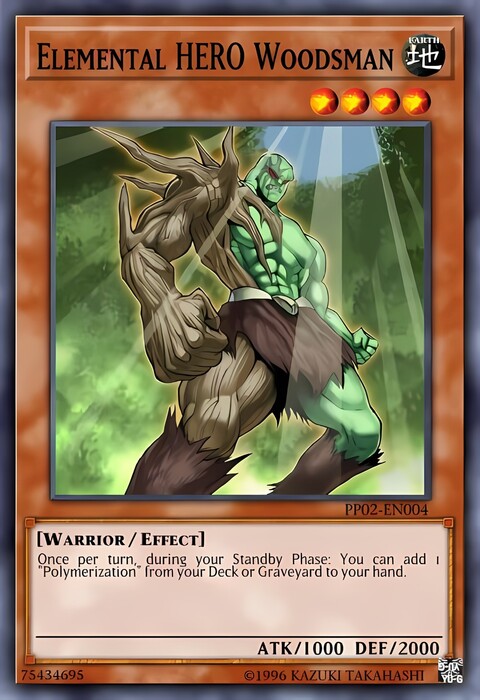 Elemental HERO Woodsman
EARTH
地
PP02-EN004
[Warrior / Effect]
Once per turn, during your Standby Phase: You can add 1
"Polymerization" from your Deck or Graveyard to your hand.
ATK/1000 DEF/2000
75434695
©1996 KAZUKI TAKAHASHI